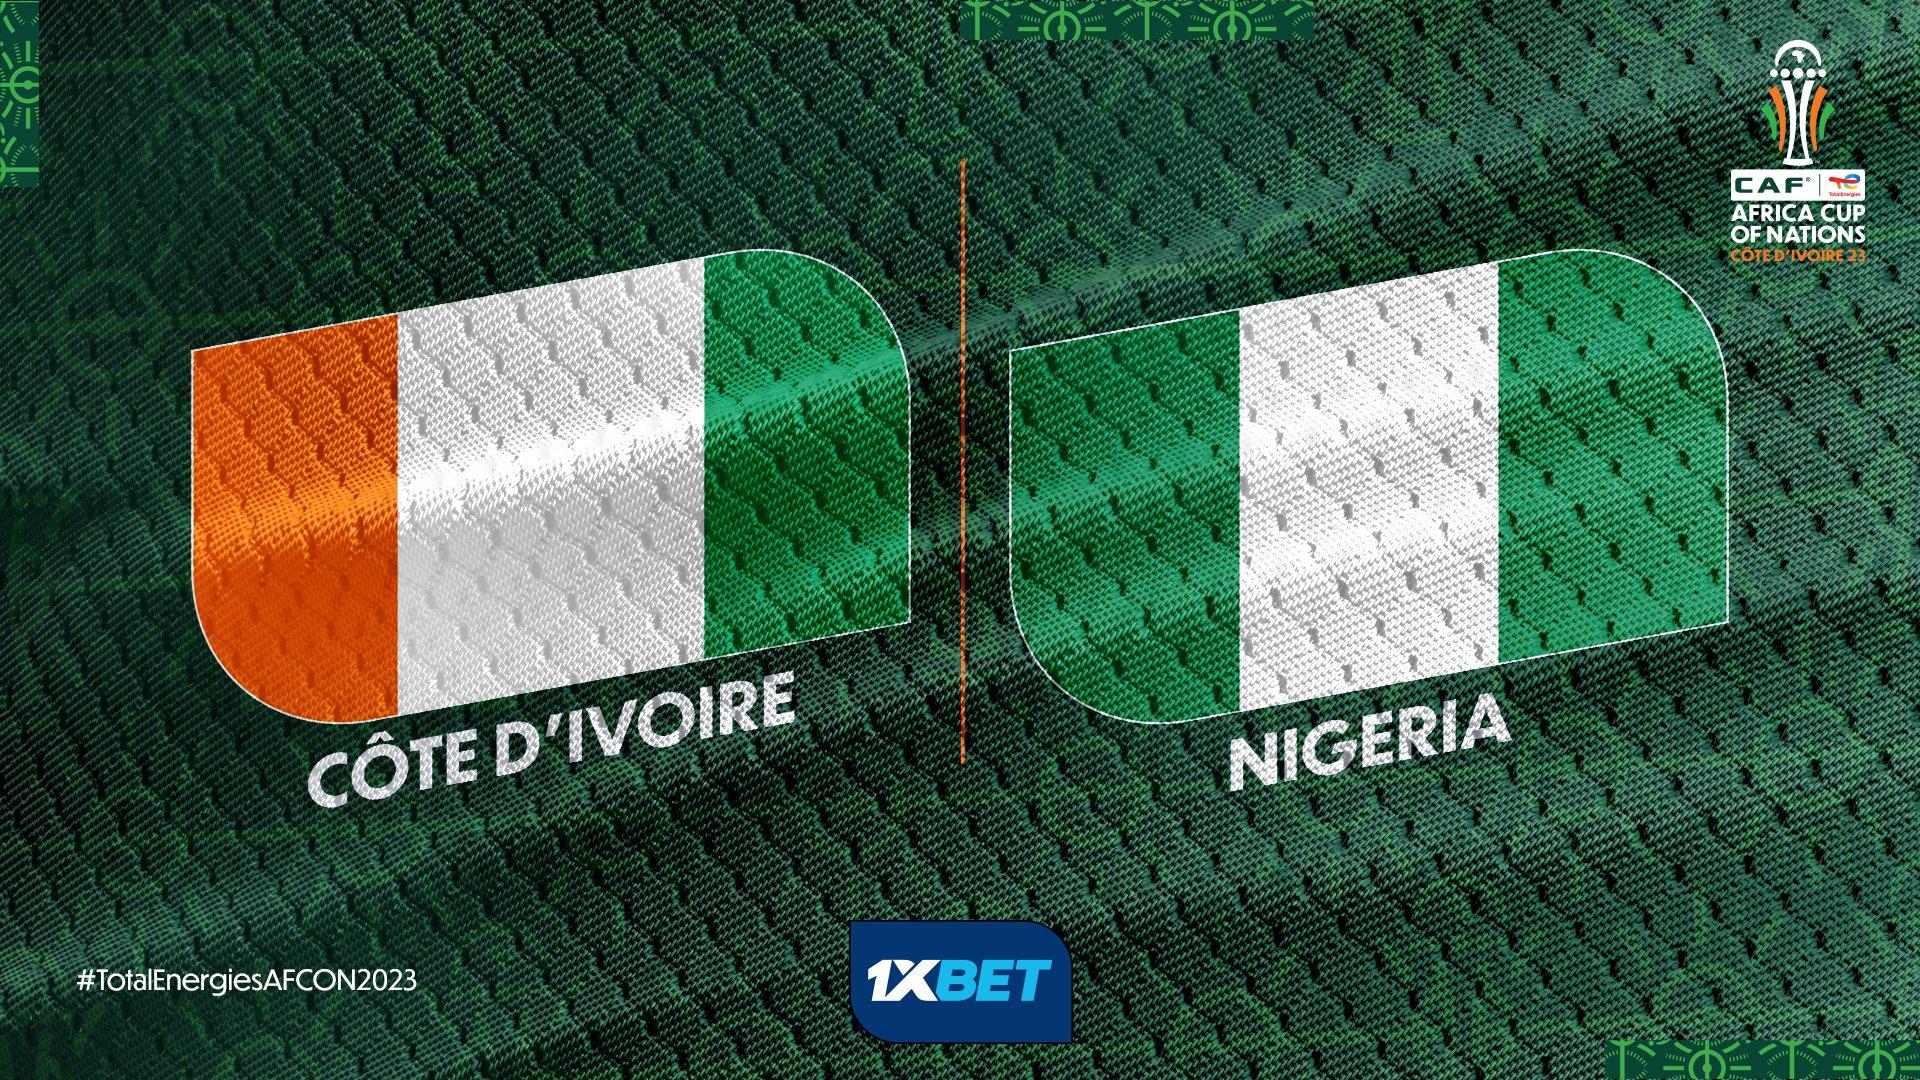 CAF
TotalEnergies
AFRICA CUP
OF NATIONS
CÔTE D'IVOIRE 23
CÔTE D'IVOIRE
NIGERIA
#TotalEnergiesAFCON2023
1XBET